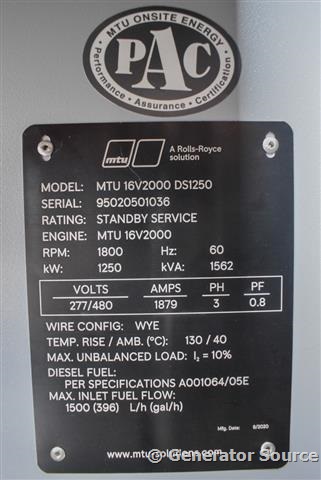 MTU ONSITE ENERGY
PAC
Performance • Assurance • Certification
mtu
A Rolls-Royce
solution
MODEL: MTU 16V2000 DS1250
SERIAL: 95020501036
RATING: STANDBY SERVICE
ENGINE: MTU 16V2000
RPM: 1800 Hz: 60
kW: 1250 kVA: 1562
VOLTS AMPS PH PF
277/480 1879 3 0.8
WIRE CONFIG: WYE
TEMP. RISE / AMB. (°C): 130 / 40
MAX. UNBALANCED LOAD: I₂ = 10%
DIESEL FUEL:
PER SPECIFICATIONS A001064/05E
MAX. INLET FUEL FLOW:
1500 (396) L/h (gal/h)
Mfg. Date: 8/2020
www.mtu-solutions.com
© Generator Source